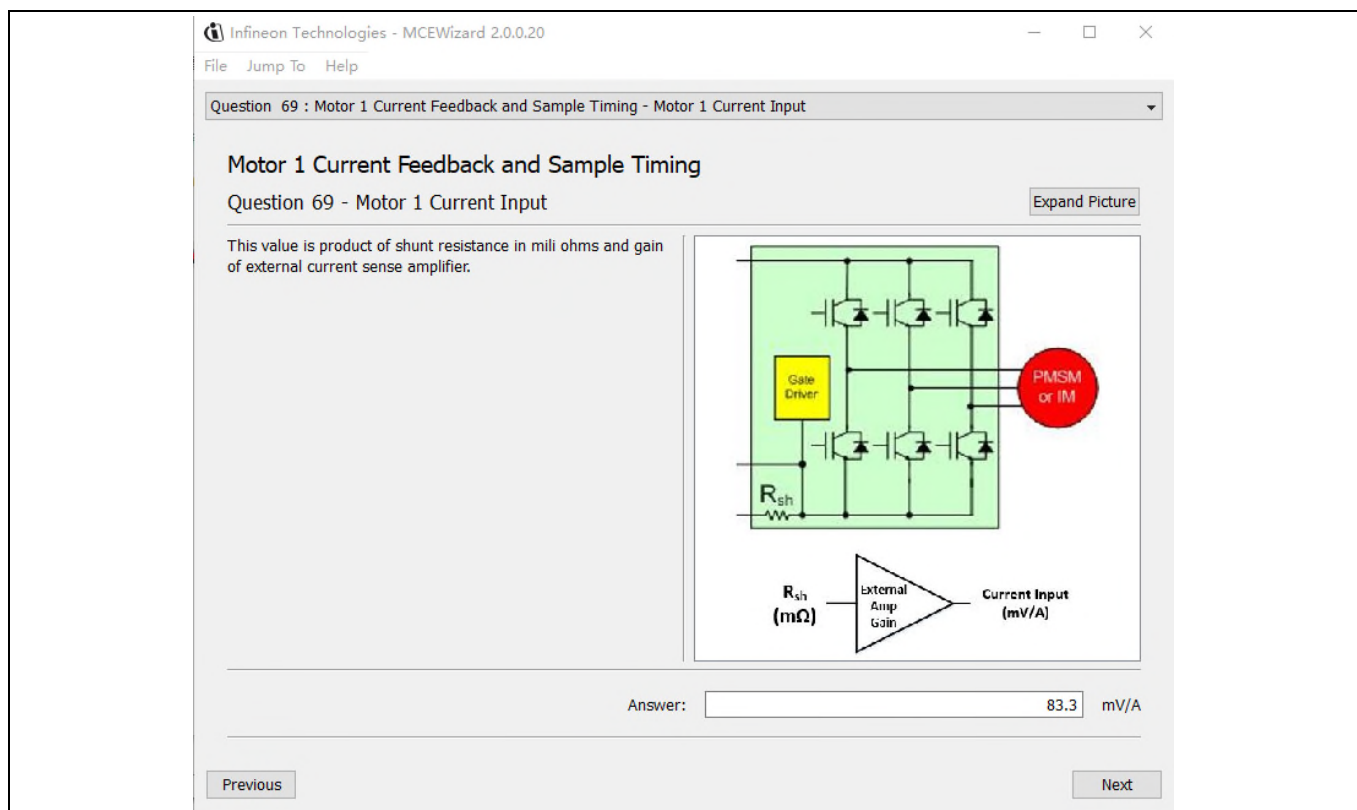 Infineon Technologies - MCEWizard 2.0.0.20
File Jump To Help
Question 69 : Motor 1 Current Feedback and Sample Timing - Motor 1 Current Input
Motor 1 Current Feedback and Sample Timing
Question 69 - Motor 1 Current Input
Expand Picture
This value is product of shunt resistance in mili ohms and gain
of external current sense amplifier.
Gate
Driver
PMSM
or IM
Rsh
Rsh
(mΩ)
External
Amp
Gain
Current Input
(mV/A)
Answer:
83.3 mV/A
Previous
Next